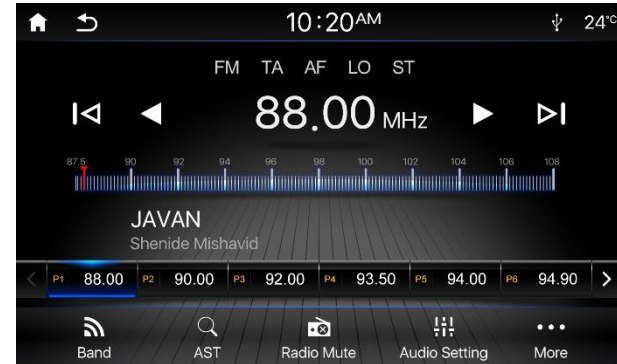 10:20AM 24°C
FM TA AF LO ST
88.00 MHz
87.5 90 92 94 96 98 100 102 104 106 108
JAVAN
Shenide Mishavid
P1 88.00 P2 90.00 P3 92.00 P4 93.50 P5 94.00 P6 94.90
Band AST Radio Mute Audio Setting More